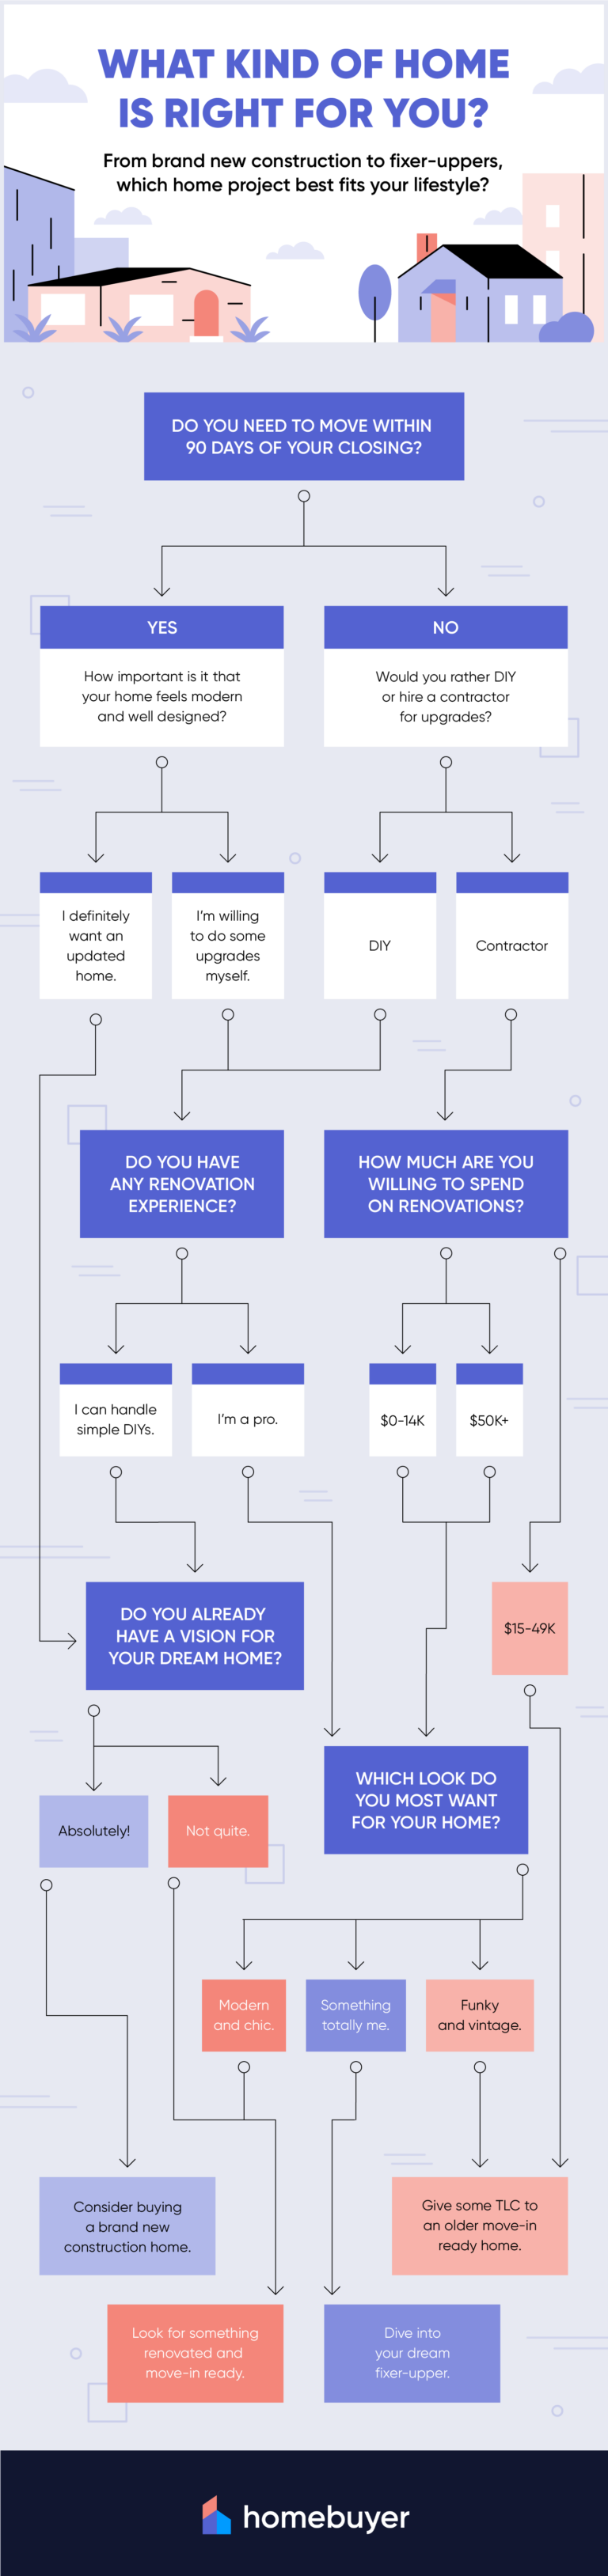 WHAT KIND OF HOME
IS RIGHT FOR YOU?
From brand new construction to fixer-uppers,
which home project best fits your lifestyle?
DO YOU NEED TO MOVE WITHIN
90 DAYS OF YOUR CLOSING?
YES
How important is it that
your home feels modern
and well designed?
NO
Would you rather DIY
or hire a contractor
for upgrades?
I definitely
want an
updated
home.
I'm willing
to do some
upgrades
myself.
DIY
Contractor
DO YOU HAVE
ANY RENOVATION
EXPERIENCE?
HOW MUCH ARE YOU
WILLING TO SPEND
ON RENOVATIONS?
I can handle
simple DIYs.
I'm a pro.
$0-14K
$50K+
DO YOU ALREADY
HAVE A VISION FOR
YOUR DREAM HOME?
$15-49K
Absolutely!
Not quite.
WHICH LOOK DO
YOU MOST WANT
FOR YOUR HOME?
Modern
and chic.
Something
totally me.
Funky
and vintage.
Consider buying
a brand new
construction home.
Give some TLC to
an older move-in
ready home.
Look for something
renovated and
move-in ready.
Dive into
your dream
fixer-upper.
homebuyer